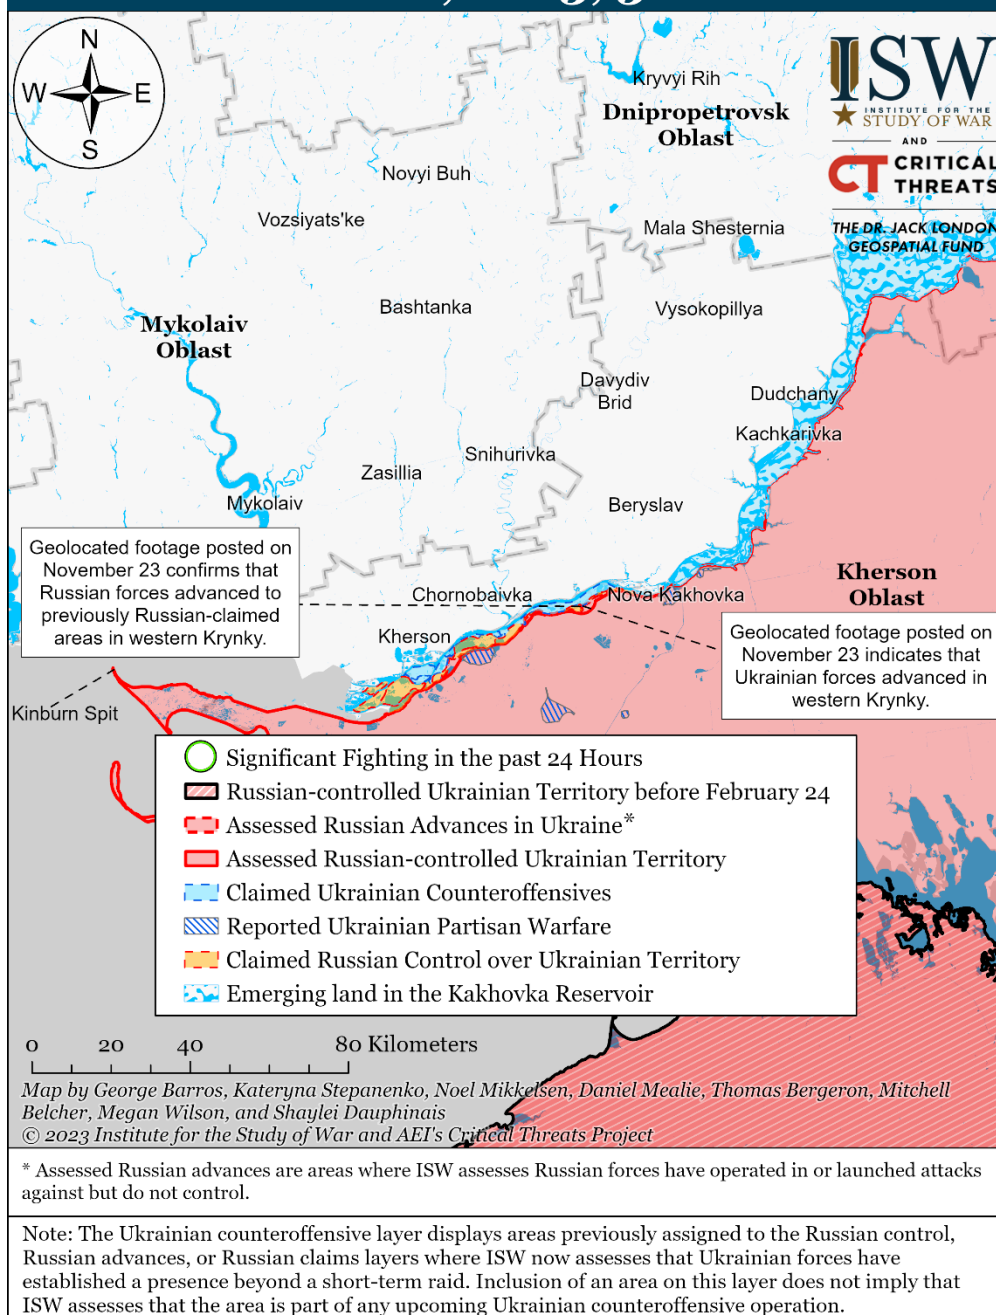 N
W
E
S
Kryvyi Rih
Dnipropetrovsk
Oblast
ISW
INSTITUTE FOR THE
STUDY OF WAR
AND
CT CRITICAL
THREATS
THE DR. JACK LONDON
GEOSPATIAL FUND
Novyi Buh
Vozsiyats'ke
Mala Shesternia
Bashtanka
Vysokopillya
Mykolaiv
Oblast
Davydiv
Brid
Dudchany
Kachkarivka
Snihurivka
Zasillia
Mykolaiv
Beryslav
Geolocated footage posted on
November 23 confirms that
Russian forces advanced to
previously Russian-claimed
areas in western Krynky.
Chornobaivka
Nova Kakhovka
Kherson
Oblast
Kherson
Geolocated footage posted on
November 23 indicates that
Ukrainian forces advanced in
western Krynky.
Kinburn Spit
Significant Fighting in the past 24 Hours
Russian-controlled Ukrainian Territory before February 24
Assessed Russian Advances in Ukraine*
Assessed Russian-controlled Ukrainian Territory
Claimed Ukrainian Counteroffensives
Reported Ukrainian Partisan Warfare
Claimed Russian Control over Ukrainian Territory
Emerging land in the Kakhovka Reservoir
0 20 40 80 Kilometers
Map by George Barros, Kateryna Stepanenko, Noel Mikkelsen, Daniel Mealie, Thomas Bergeron, Mitchell
Belcher, Megan Wilson, and Shaylei Dauphinais
© 2023 Institute for the Study of War and AEI's Critical Threats Project
* Assessed Russian advances are areas where ISW assesses Russian forces have operated in or launched attacks
against but do not control.
Note: The Ukrainian counteroffensive layer displays areas previously assigned to the Russian control,
Russian advances, or Russian claims layers where ISW now assesses that Ukrainian forces have
established a presence beyond a short-term raid. Inclusion of an area on this layer does not imply that
ISW assesses that the area is part of any upcoming Ukrainian counteroffensive operation.